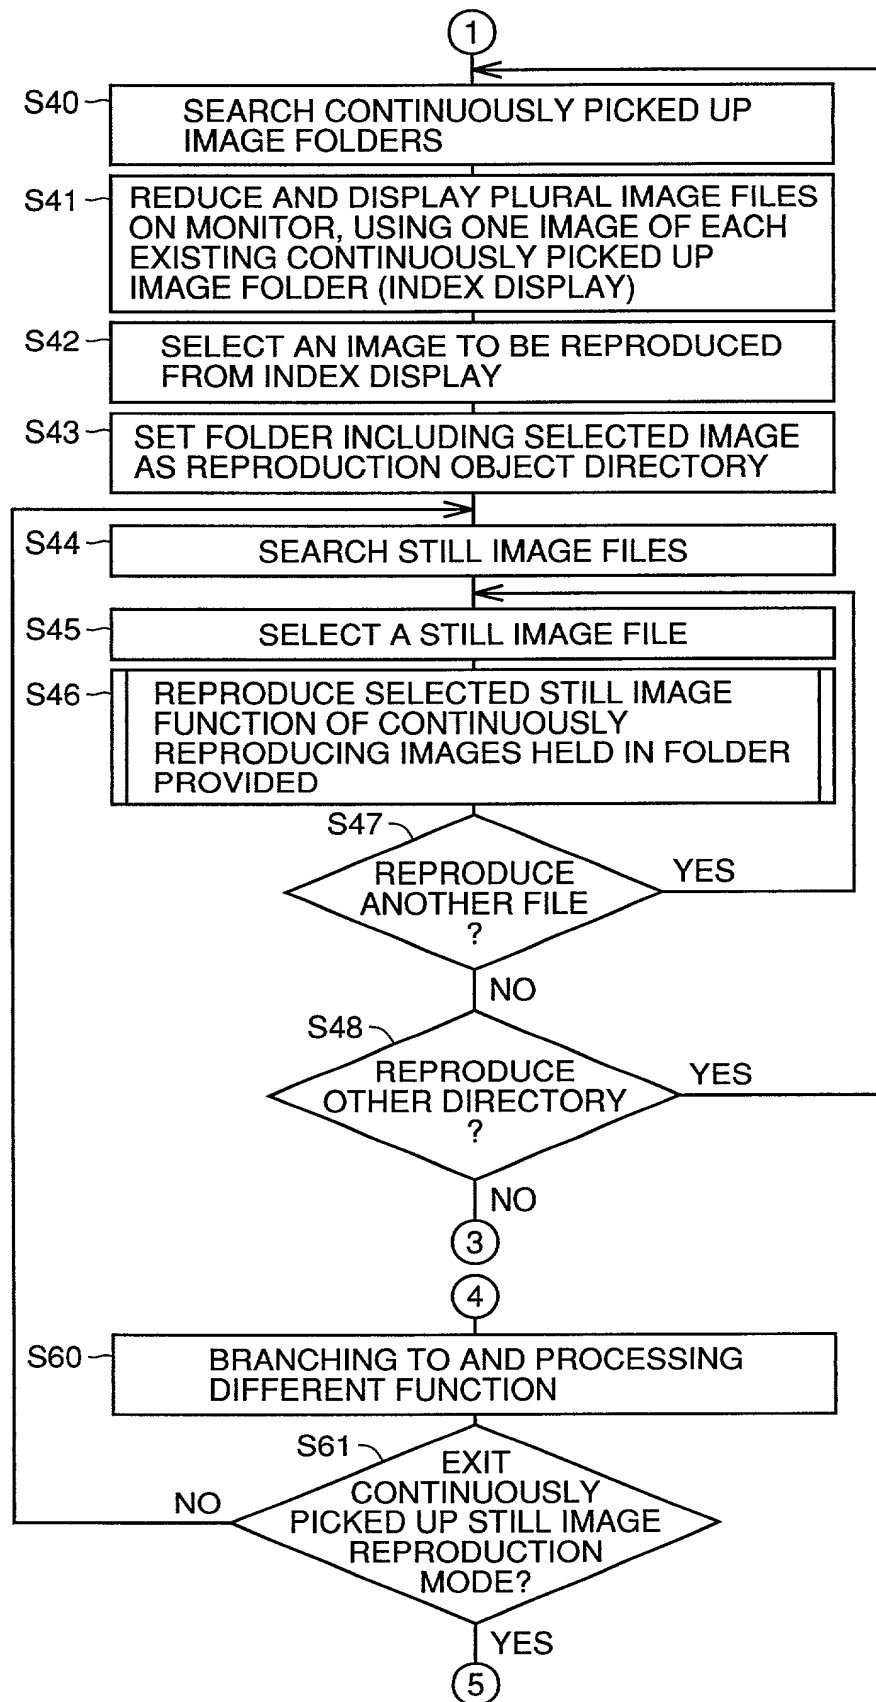 1
S40
SEARCH CONTINUOUSLY PICKED UP
IMAGE FOLDERS
S41
REDUCE AND DISPLAY PLURAL IMAGE FILES
ON MONITOR, USING ONE IMAGE OF EACH
EXISTING CONTINUOUSLY PICKED UP
IMAGE FOLDER (INDEX DISPLAY)
S42
SELECT AN IMAGE TO BE REPRODUCED
FROM INDEX DISPLAY
S43
SET FOLDER INCLUDING SELECTED IMAGE
AS REPRODUCTION OBJECT DIRECTORY
S44
SEARCH STILL IMAGE FILES
S45
SELECT A STILL IMAGE FILE
S46
REPRODUCE SELECTED STILL IMAGE
FUNCTION OF CONTINUOUSLY
REPRODUCING IMAGES HELD IN FOLDER
PROVIDED
S47
REPRODUCE
ANOTHER FILE
?
YES
NO
S48
REPRODUCE
OTHER DIRECTORY
?
YES
NO
3
4
S60
BRANCHING TO AND PROCESSING
DIFFERENT FUNCTION
S61
EXIT
CONTINUOUSLY
PICKED UP STILL IMAGE
REPRODUCTION
MODE?
NO
YES
5